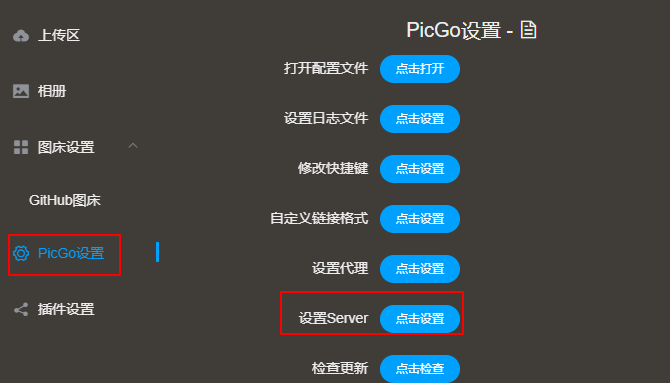 上传区
相册
图床设置
GitHub图床
PicGo设置
插件设置
PicGo设置 -
打开配置文件 点击打开
设置日志文件 点击设置
修改快捷键 点击设置
自定义链接格式 点击设置
设置代理 点击设置
设置Server 点击设置
检查更新 点击检查